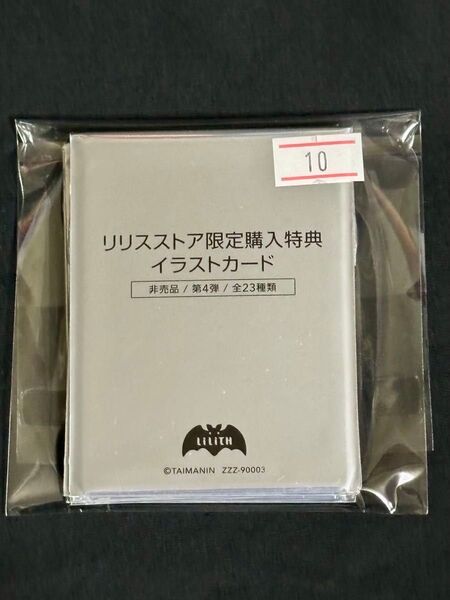 10
リリスストア限定購入特典
イラストカード
非売品 / 第4弾 / 全23種類
LiLiTH
©TAIMANIN ZZZ-90003